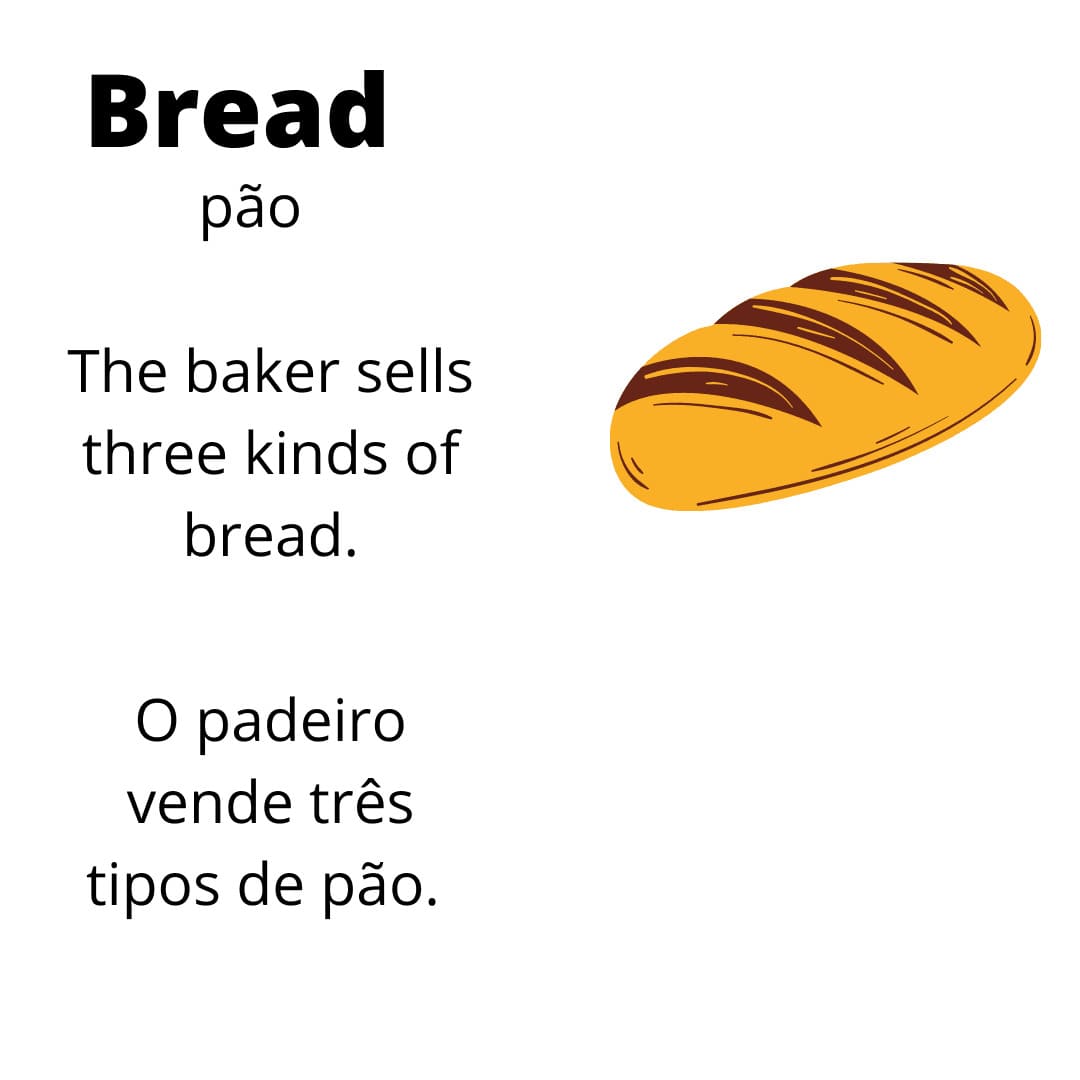 Bread
pão
The baker sells
three kinds of
bread.
O padeiro
vende três
tipos de pão.